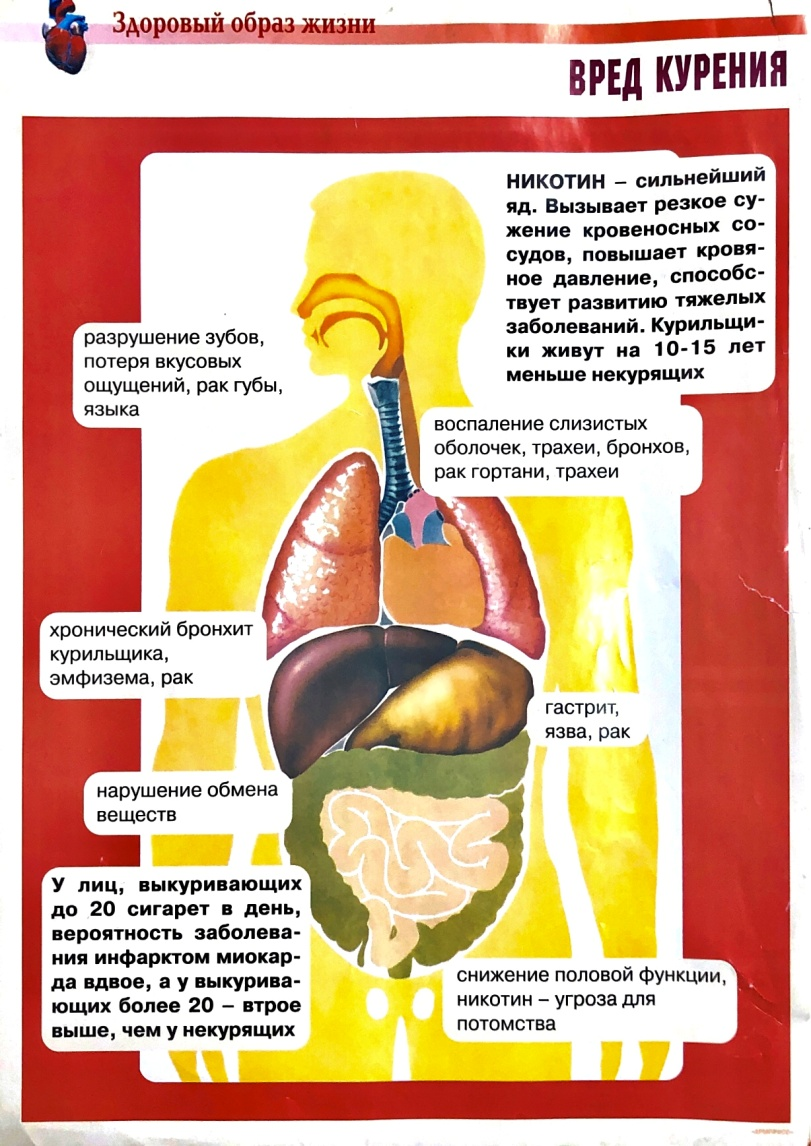 Здоровый образ жизни
ВРЕД КУРЕНИЯ
НИКОТИН – сильнейший
яд. Вызывает резкое су-
жение кровеносных со-
судов, повышает кровя-
ное давление, способс-
твует развитию тяжелых
заболеваний. Курильщи-
ки живут на 10-15 лет
меньше некурящих
разрушение зубов,
потеря вкусовых
ощущений, рак губы,
языка
воспаление слизистых
оболочек, трахеи, бронхов,
рак гортани, трахеи
хронический бронхит
курильщика,
эмфизема, рак
гастрит,
язва, рак
нарушение обмена
веществ
У лиц, выкуривающих
до 20 сигарет в день,
вероятность заболева-
ния инфарктом миокар-
да вдвое, а у выкурива-
ющих более 20 – втрое
выше, чем у некурящих
снижение половой функции,
никотин – угроза для
потомства